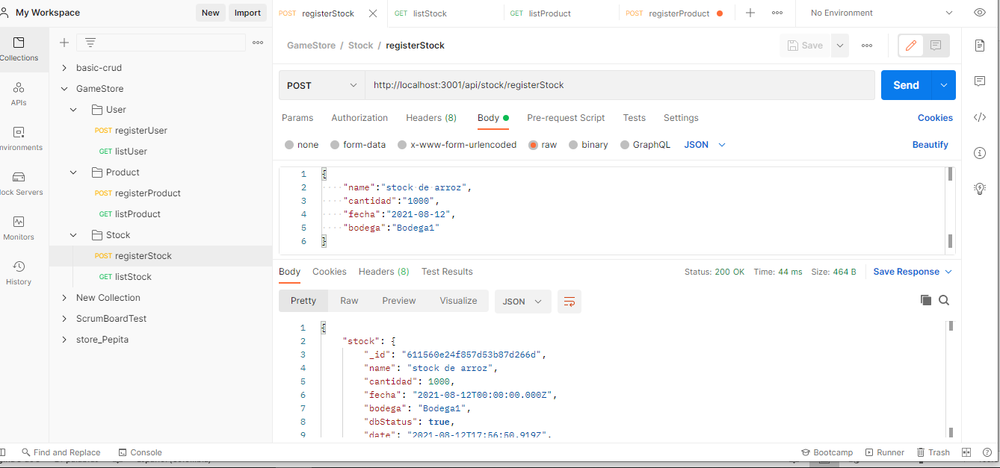 My Workspace
New
Import
POST registerStock
GET listStock
GET listProduct
POST registerProduct
No Environment
Collections
APIs
nvironments
ock Servers
Monitors
History
basic-crud
GameStore
User
POST registerUser
GET listUser
Product
POST registerProduct
GET listProduct
Stock
POST registerStock
GET listStock
New Collection
ScrumBoardTest
store_Pepita
GameStore / Stock / registerStock
Save
POST
http://localhost:3001/api/stock/registerStock
Send
Params Authorization Headers (8) Body Pre-request Script Tests Settings
Cookies
none form-data x-www-form-urlencoded raw binary GraphQL JSON
Beautify
1 {
2 "name":"stock de arroz",
3 "cantidad":"1000",
4 "fecha":"2021-08-12",
5 "bodega":"Bodega1"
6 }
Body Cookies Headers (8) Test Results
Status: 200 OK Time: 44 ms Size: 464 B
Save Response
Pretty Raw Preview Visualize
JSON
1 {
2 "stock": {
3 "_id": "611560e24f857d53b87d266d",
4 "name": "stock de arroz",
5 "cantidad": 1000,
6 "fecha": "2021-08-12T00:00:00.000Z",
7 "bodega": "Bodega1",
8 "dbStatus": true,
9 "date": "2021-08-12T17:56:50.919Z",
Find and Replace
Console
Bootcamp
Runner
Trash